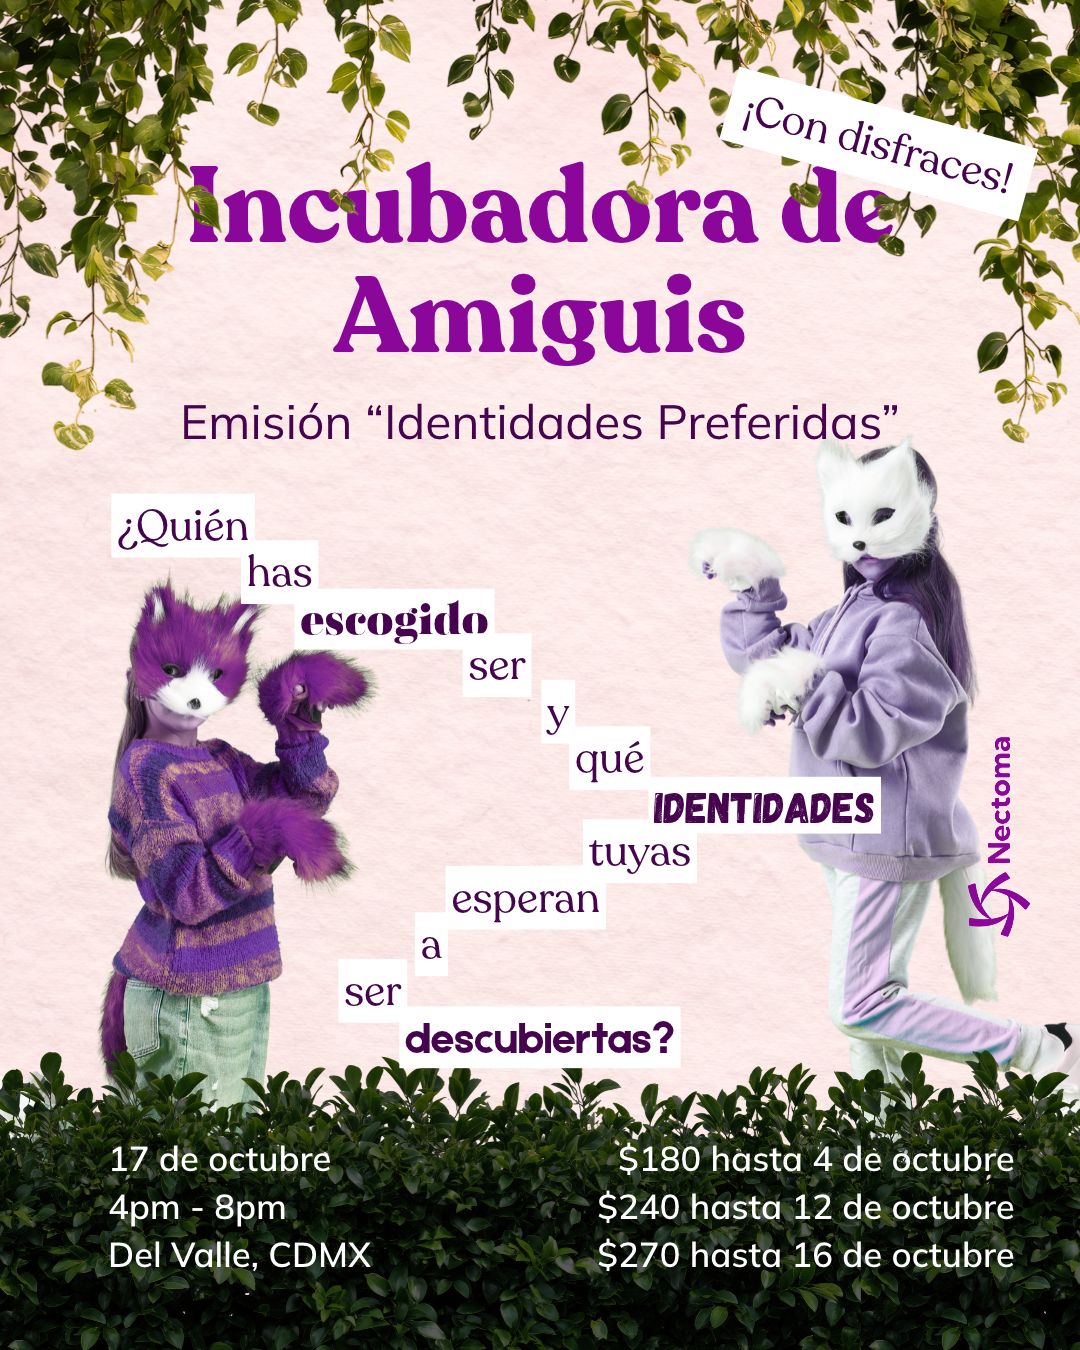 ¡Con disfraces!
Incubadora de
Amiguis
Emisión “Identidades Preferidas”
¿Quién
has
escogido
ser
y
qué
IDENTIDADES
tuyas
esperan
a
ser
descubiertas?
Nectoma
17 de octubre
4pm - 8pm
Del Valle, CDMX
$180 hasta 4 de octubre
$240 hasta 12 de octubre
$270 hasta 16 de octubre